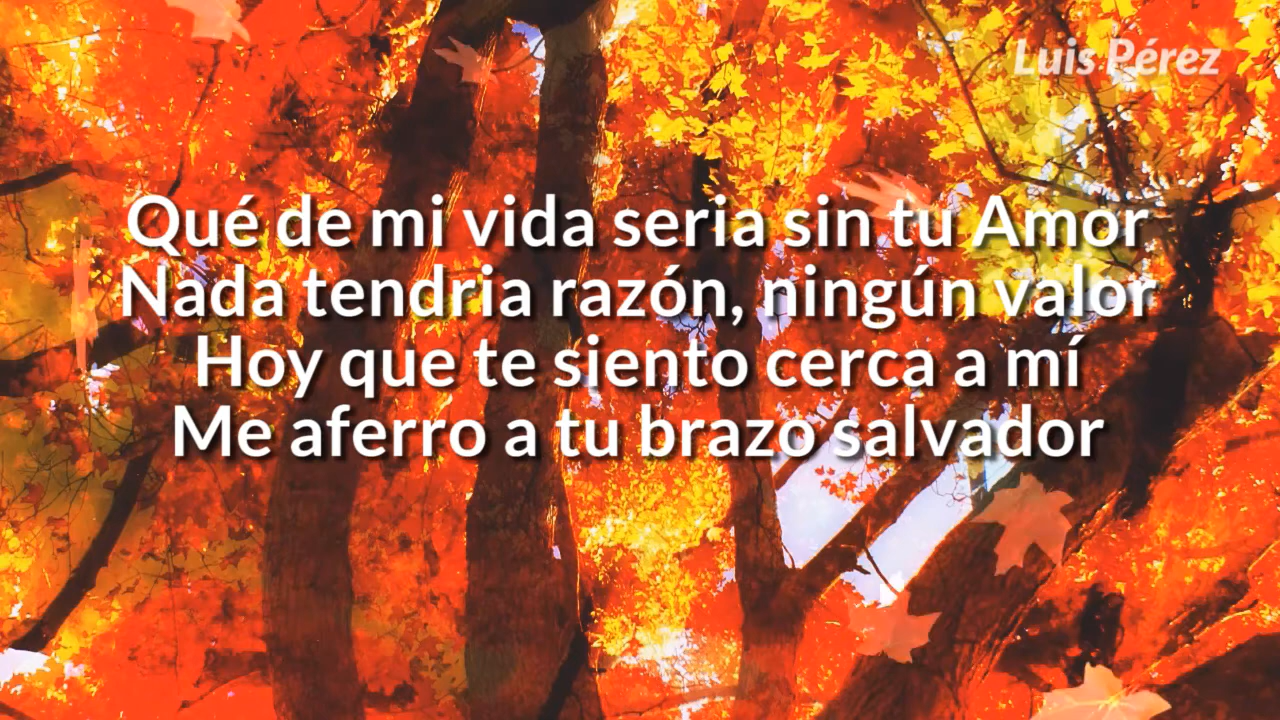 Luis Pérez
Qué de mi vida seria sin tu Amor
Nada tendria razón, ningún valor
Hoy que te siento cerca a mí
Me aferro a tu brazo salvador